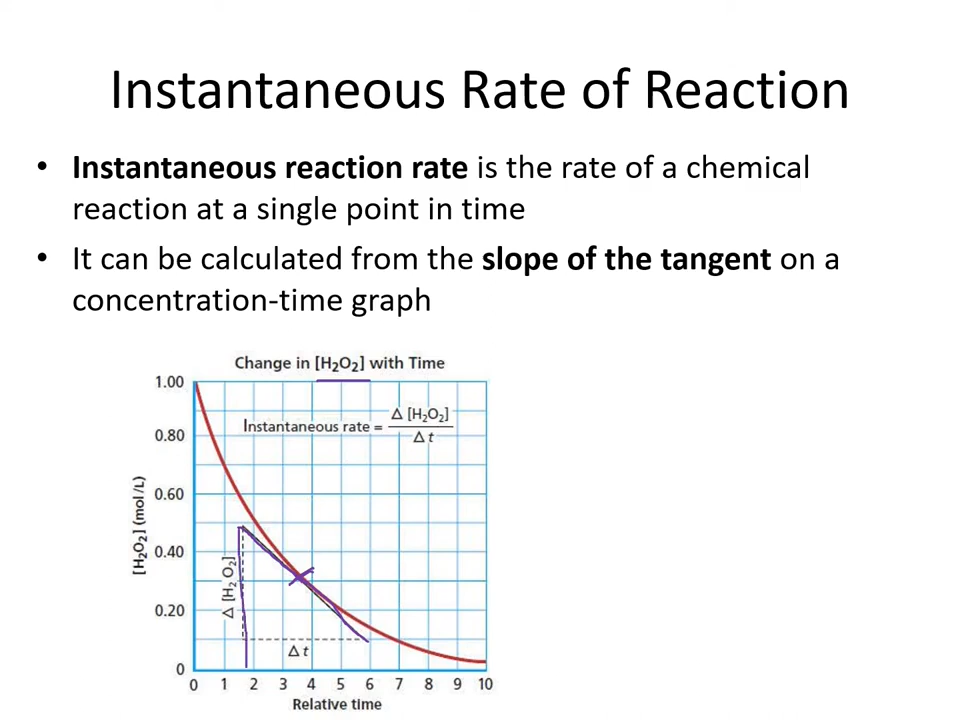 Instantaneous Rate of Reaction
• Instantaneous reaction rate is the rate of a chemical
reaction at a single point in time
• It can be calculated from the slope of the tangent on a
concentration-time graph
Change in [H₂O₂] with Time
Instantaneous rate = Δ [H₂O₂] / Δ t
[H₂O₂] (mol/L)
1.00
0.80
0.60
0.40
0.20
0
Δ [H₂O₂]
Δ t
0 1 2 3 4 5 6 7 8 9 10
Relative time